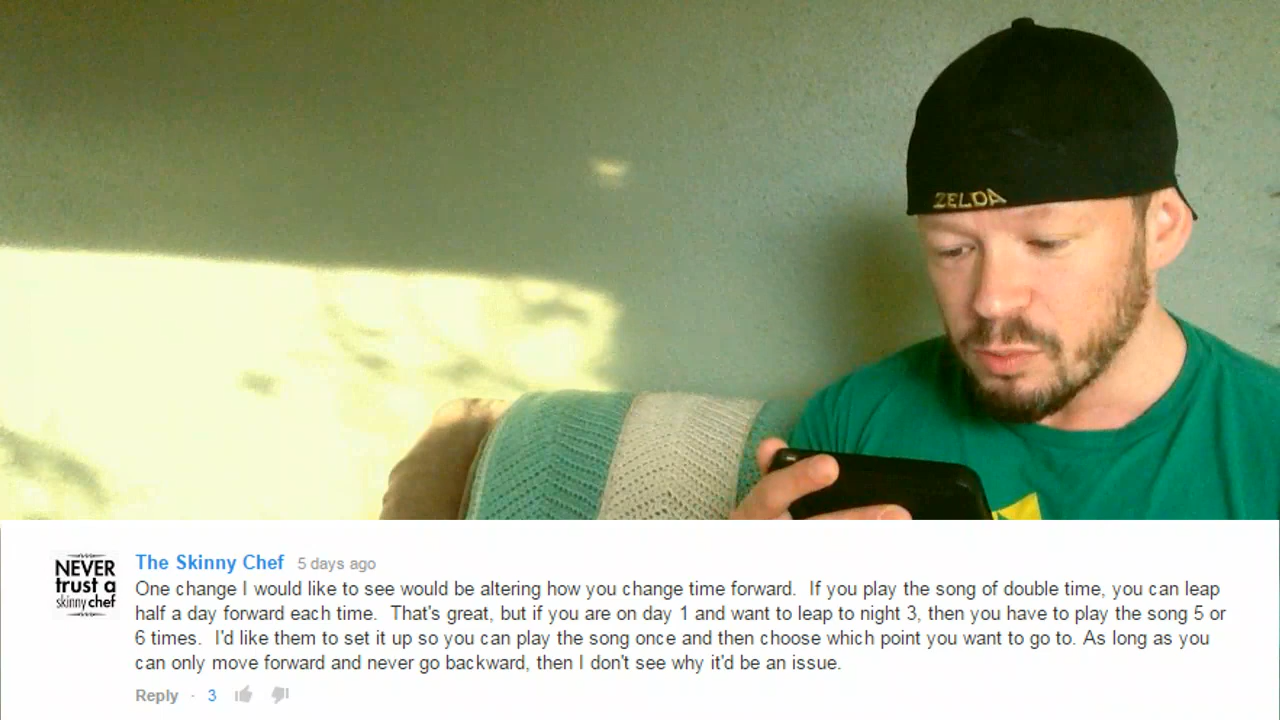 ZELDA
NEVER
trust a
skinny chef
The Skinny Chef 5 days ago
One change I would like to see would be altering how you change time forward. If you play the song of double time, you can leap
half a day forward each time. That's great, but if you are on day 1 and want to leap to night 3, then you have to play the song 5 or
6 times. I'd like them to set it up so you can play the song once and then choose which point you want to go to. As long as you
can only move forward and never go backward, then I don't see why it'd be an issue.
Reply · 3